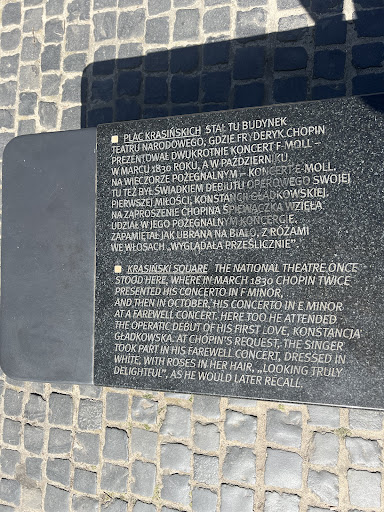 PLAC KRASIŃSKICH STAŁ TU BUDYNEK
TEATRU NARODOWEGO, GDZIE FRYDERYK CHOPIN
PREZENTOWAŁ DWUKROTNIE KONCERT F-MOLL –
W MARCU 1830 ROKU, A W PAŹDZIERNIKU,
NA WIECZORZE POŻEGNALNYM – KONCERT E-MOLL.
TU TEŻ BYŁ ŚWIADKIEM DEBIUTU OPEROWEGO SWOJEJ
PIERWSZEJ MIŁOŚCI, KONSTANCJI GŁADKOWSKIEJ.
NA ZAPROSZENIE CHOPINA ŚPIEWACZKA WZIĘŁA
UDZIAŁ W JEGO POŻEGNALNYM KONCERCIE.
ZAPAMIĘTAŁ JAK UBRANA NA BIAŁO, Z RÓŻAMI
WE WŁOSACH „WYGLĄDAŁA PRZEŚLICZNIE”.
KRASIŃSKI SQUARE THE NATIONAL THEATRE ONCE
STOOD HERE, WHERE IN MARCH 1830 CHOPIN TWICE
PRESENTED HIS CONCERTO IN F MINOR,
AND THEN IN OCTOBER, HIS CONCERTO IN E MINOR
AT A FAREWELL CONCERT. HERE TOO HE ATTENDED
THE OPERATIC DEBUT OF HIS FIRST LOVE, KONSTANCJA
GŁADKOWSKA. AT CHOPIN'S REQUEST, THE SINGER
TOOK PART IN HIS FAREWELL CONCERT, DRESSED IN
WHITE, WITH ROSES IN HER HAIR, „LOOKING TRULY
DELIGHTFUL”, AS HE WOULD LATER RECALL.